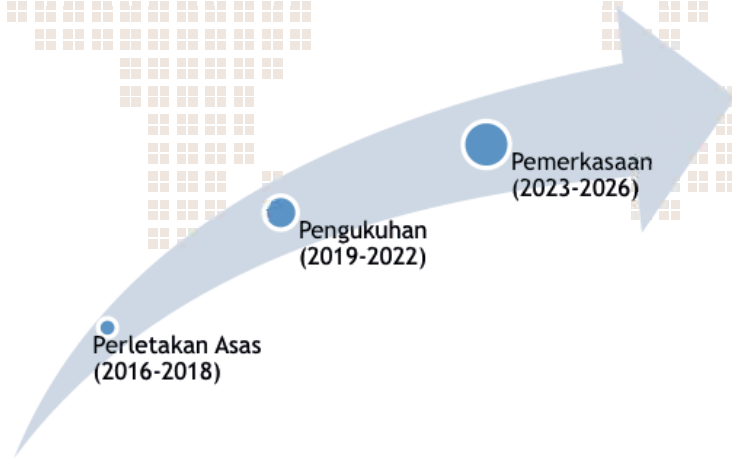 Pemerkasaan
(2023-2026)
Pengukuhan
(2019-2022)
Perletakan Asas
(2016-2018)